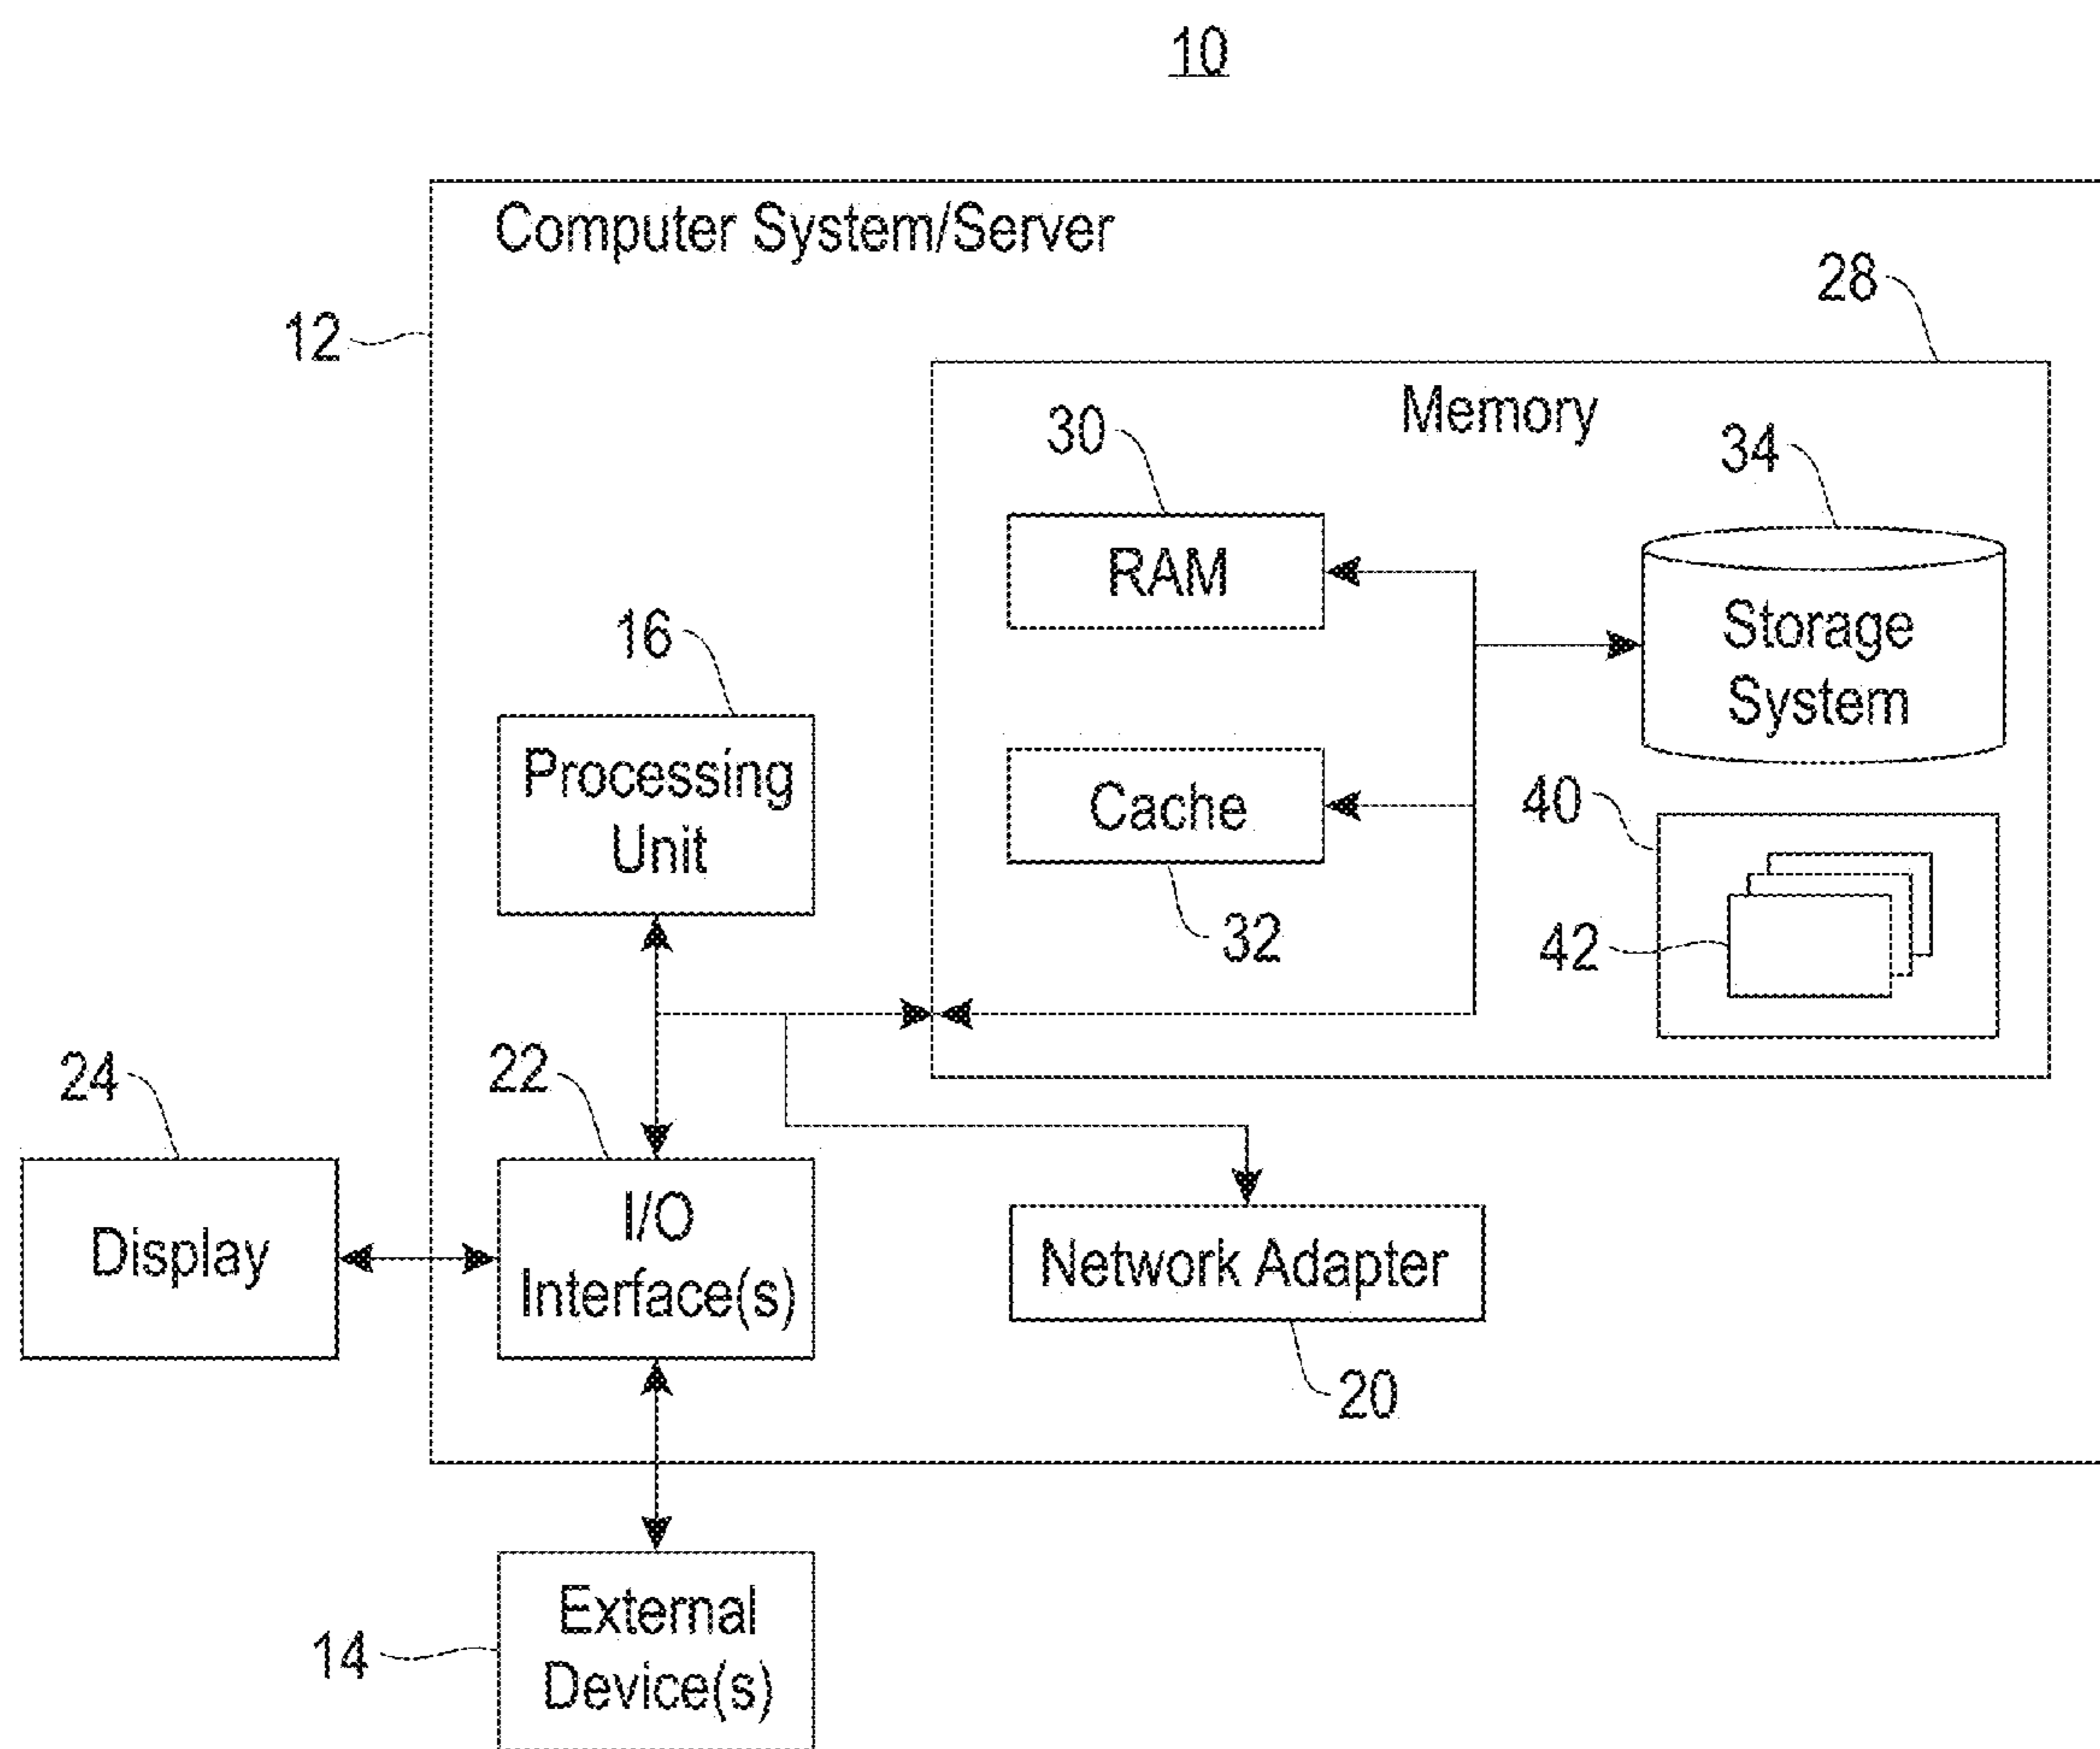 10
Computer System/Server
12
28
Memory
30
34
RAM
Storage
System
16
Processing
Unit
Cache
32
40
42
24
22
Display
I/O
Interface(s)
Network Adapter
20
External
Device(s)
14